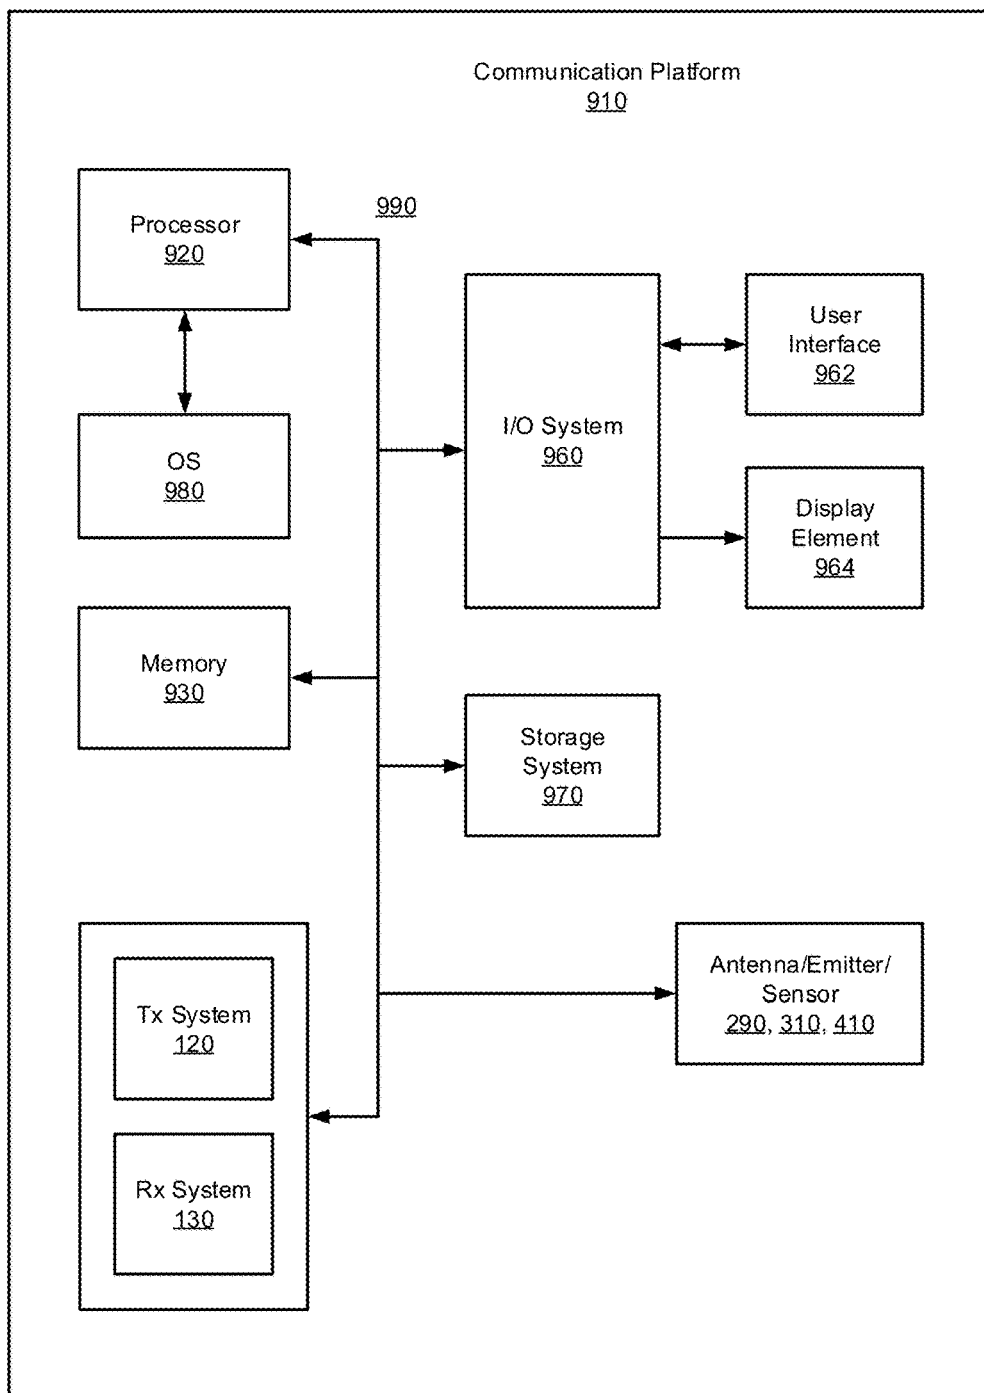 Communication Platform
910
Processor
920
990
User
Interface
962
I/O System
960
OS
980
Display
Element
964
Memory
930
Storage
System
970
Antenna/Emitter/
Sensor
290, 310, 410
Tx System
120
Rx System
130